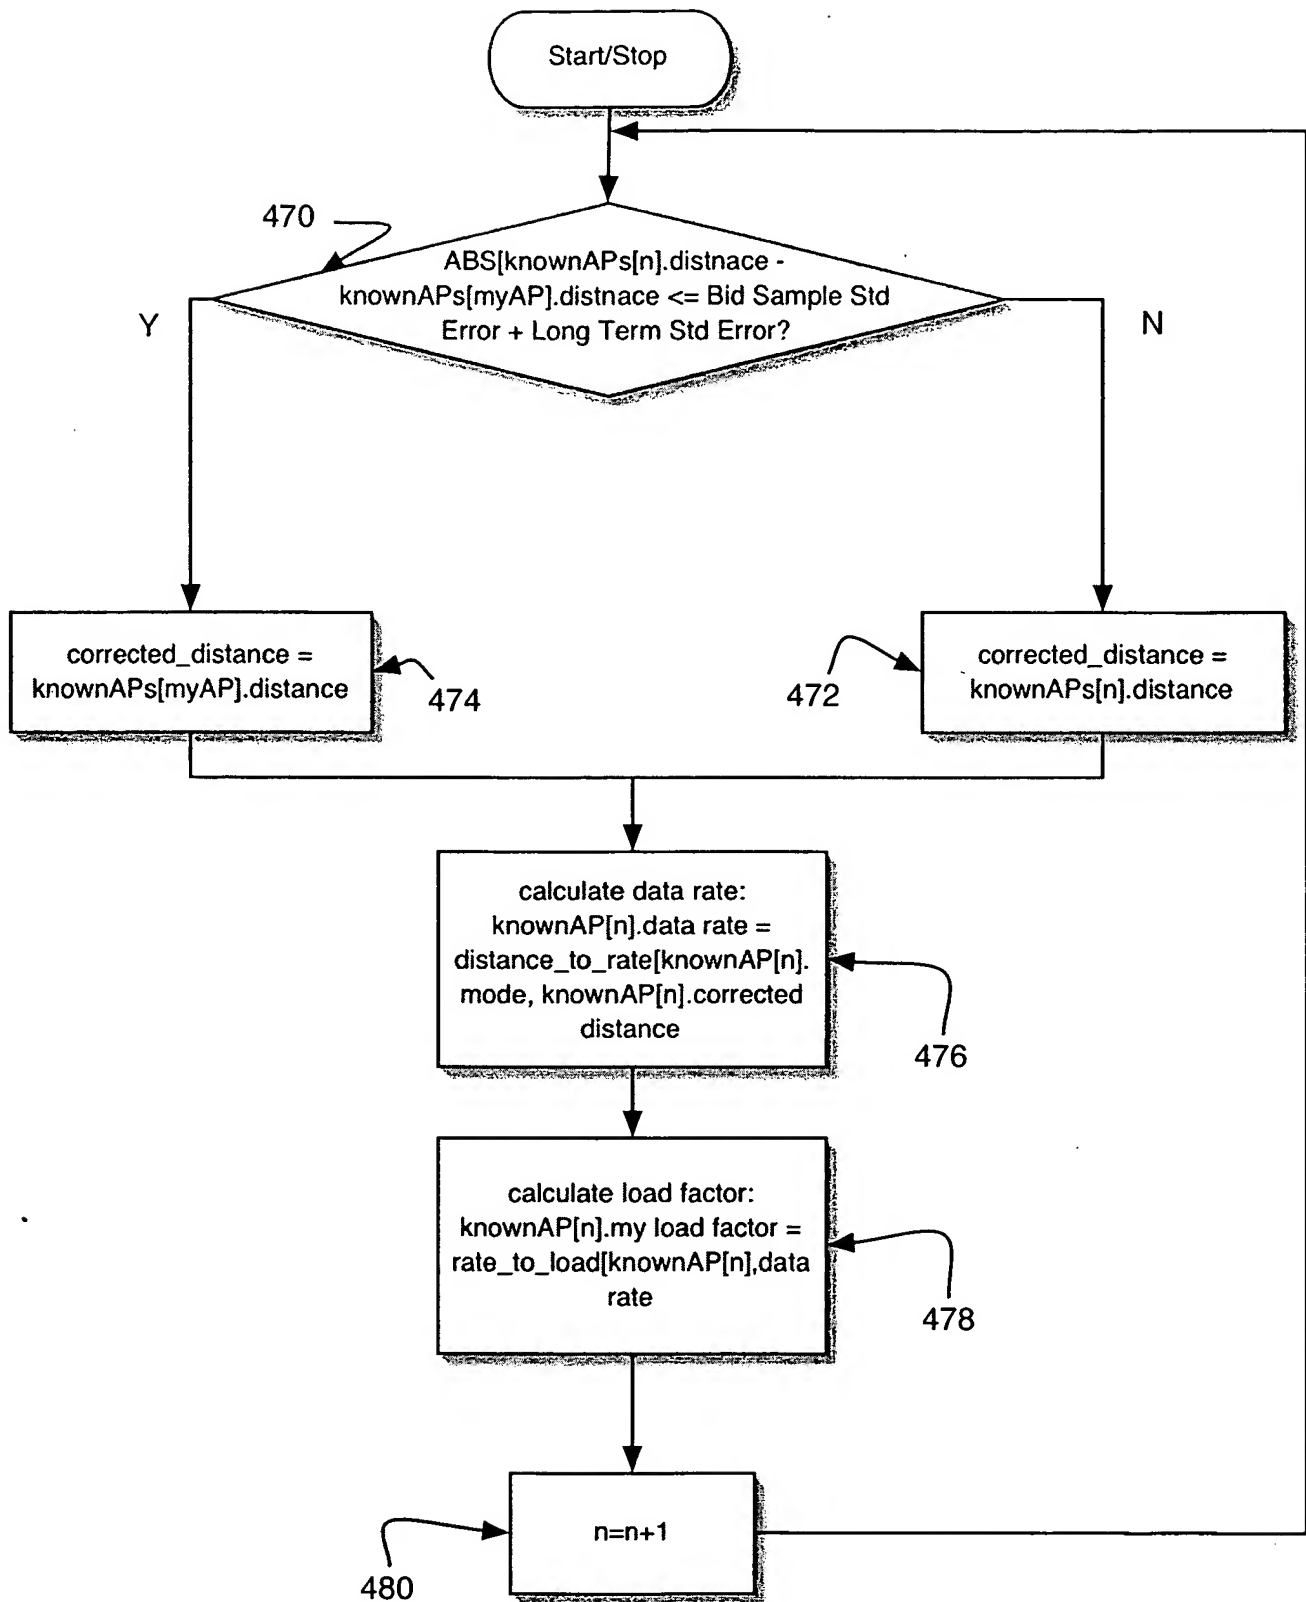 Start/Stop
470
ABS[knownAPs[n].distnace -
knownAPs[myAP].distnace <= Bid Sample Std
Error + Long Term Std Error?
Y
N
corrected_distance =
knownAPs[myAP].distance
474
472
corrected_distance =
knownAPs[n].distance
calculate data rate:
knownAP[n].data rate =
distance_to_rate[knownAP[n].
mode, knownAP[n].corrected
distance
476
calculate load factor:
knownAP[n].my load factor =
rate_to_load[knownAP[n],data
rate
478
n=n+1
480